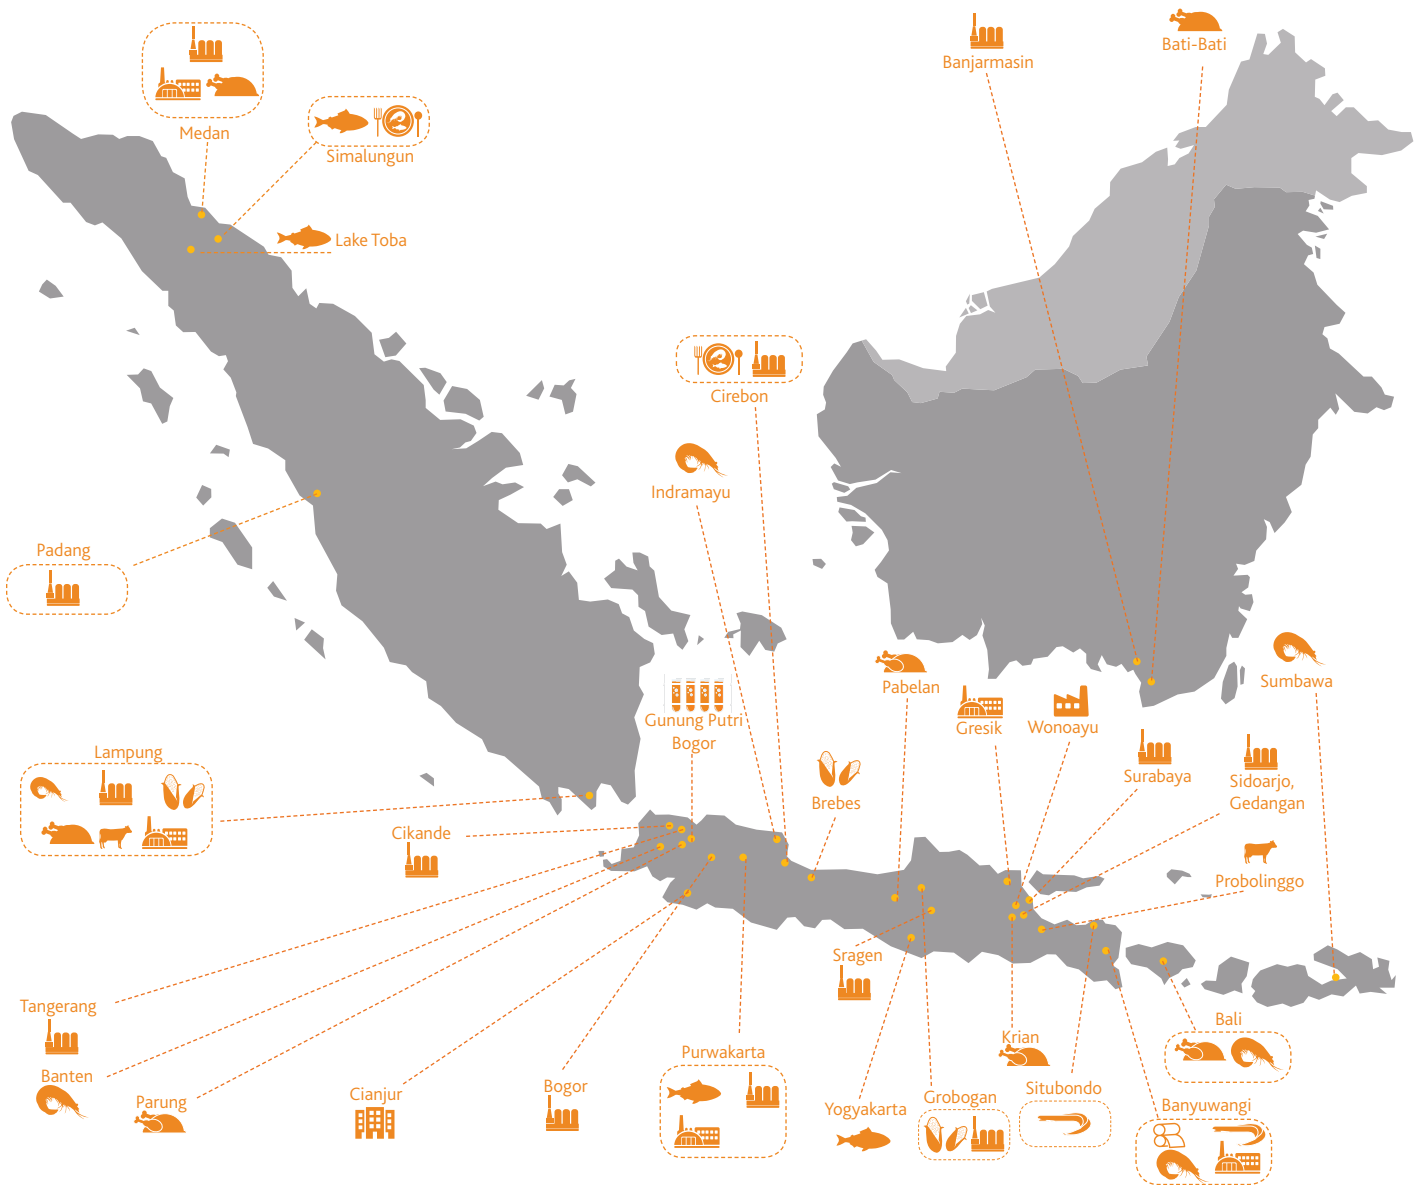 Banjarmasin
Bati-Bati
Medan
Simalungun
Lake Toba
Cirebon
Indramayu
Padang
Sumbawa
Pabelan
Gunung Putri
Bogor
Gresik
Wonoayu
Lampung
Surabaya
Sidoarjo,
Gedangan
Brebes
Cikande
Probolinggo
Sragen
Tangerang
Bali
Krian
Purwakarta
Banten
Cianjur
Bogor
Situbondo
Parung
Grobogan
Yogyakarta
Banyuwangi